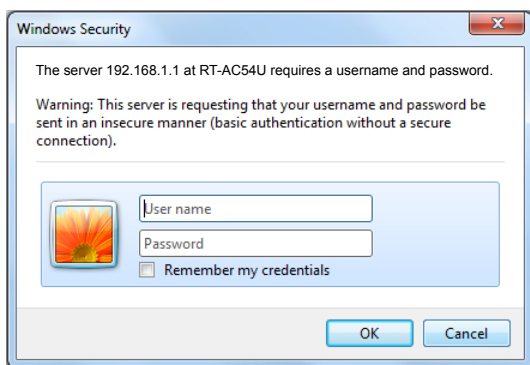 Windows Security
The server 192.168.1.1 at RT-AC54U requires a username and password.
Warning: This server is requesting that your username and password be
sent in an insecure manner (basic authentication without a secure
connection).
User name
Password
Remember my credentials
OK
Cancel